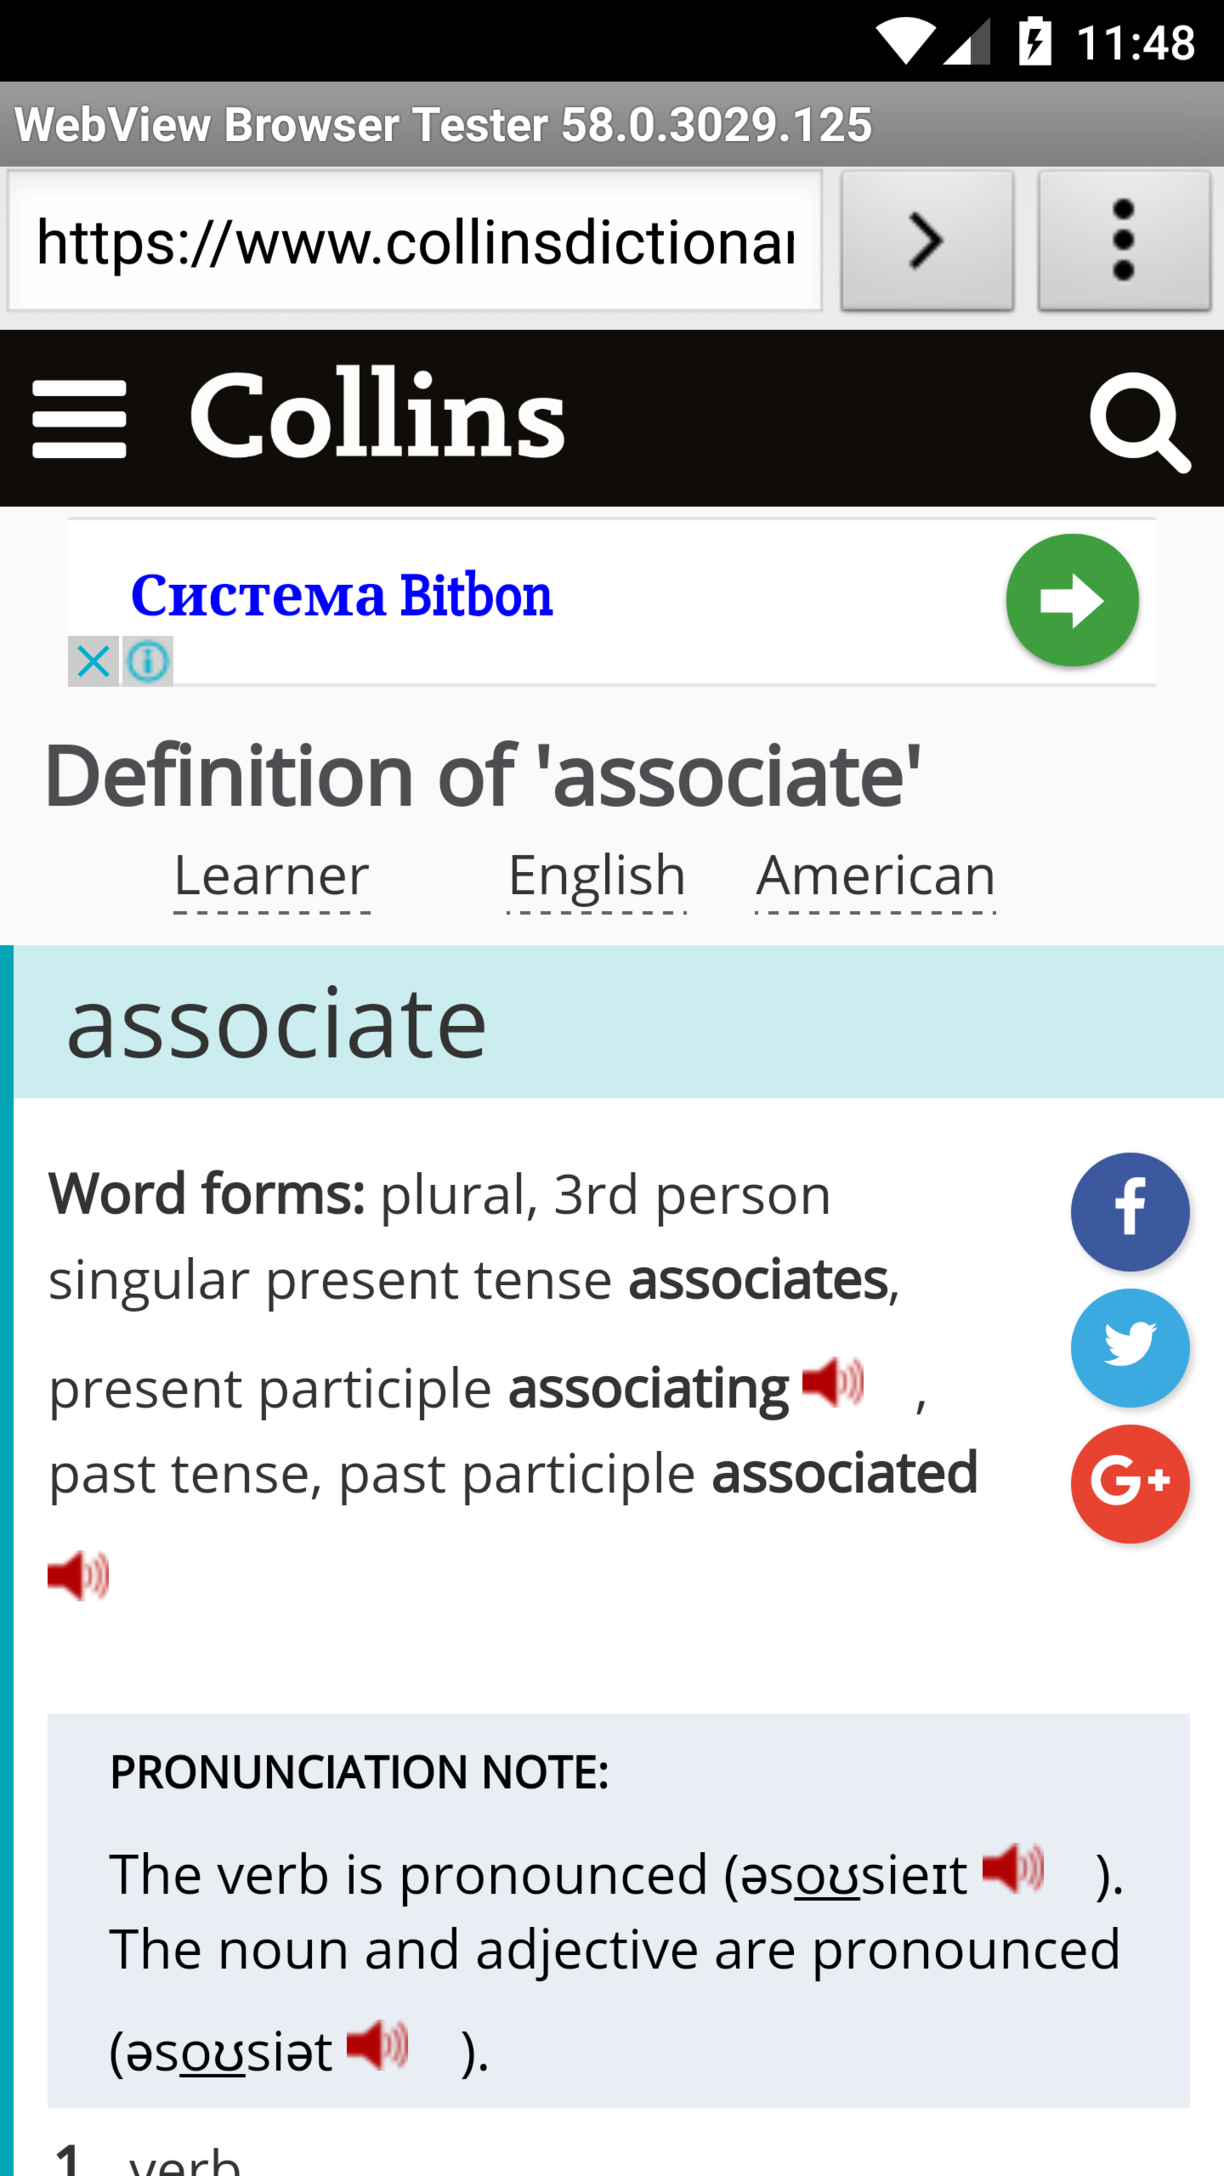 11:48
WebView Browser Tester 58.0.3029.125
https://www.collinsdictionar
Collins
Система Bitbon
Definition of 'associate'
Learner English American
associate
Word forms: plural, 3rd person
singular present tense associates,
present participle associating ,
past tense, past participle associated
f
G+
PRONUNCIATION NOTE:
The verb is pronounced (əsoʊsieɪt ).
The noun and adjective are pronounced
(əsoʊsiət ).
1. verb